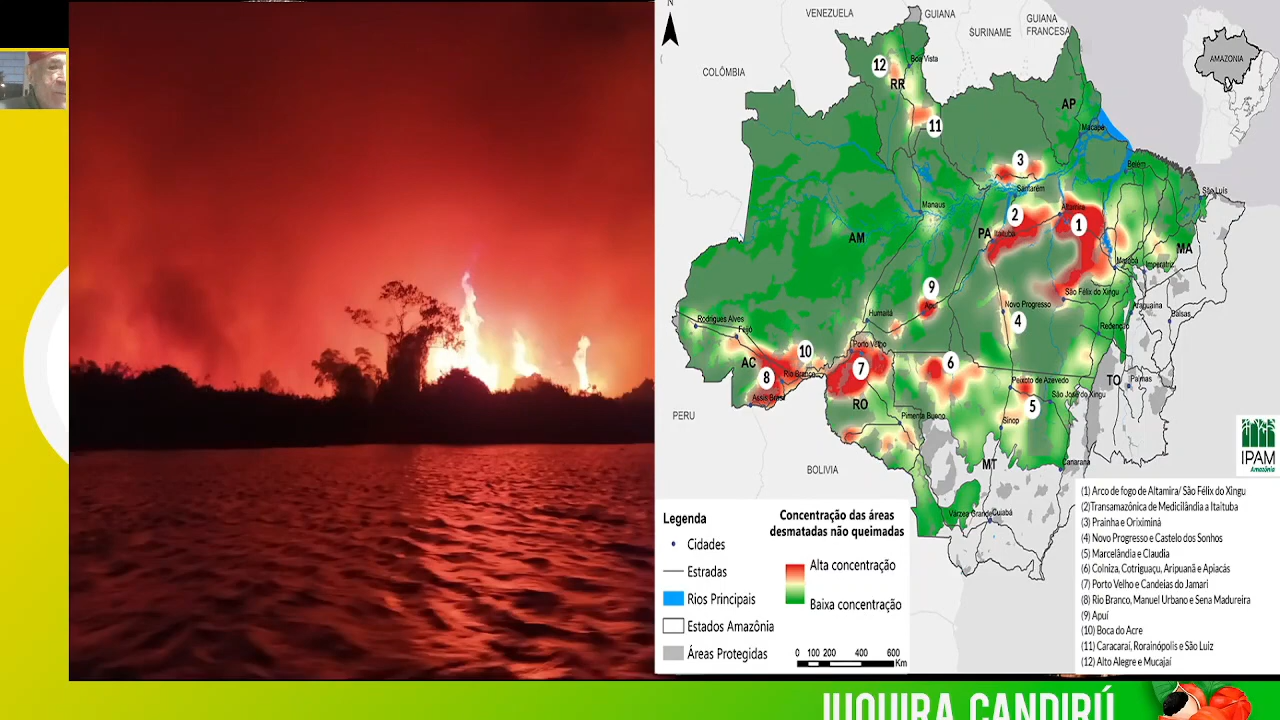 N
VENEZUELA
GUIANA
SURINAME
GUIANA
FRANCESA
COLÔMBIA
AMAZONIA
12
Boa Vista
RR
11
AP
Macapá
3
Belém
Santarém
São Luís
Manaus
2
Altamira
1
AM
PA
Itaituba
MA
Marabá
Imperatriz
9
São Félix do Xingu
Apuí
Novo Progresso
Araguaína
Humaitá
4
Balsas
Rodrigues Alves
Feijó
Redenção
10
Porto Velho
AC
8
Rio Branco
7
6
TO
Palmas
Peixoto de Azevedo
Assis Brasil
São José do Xingu
RO
5
PERU
Pimenta Bueno
Sinop
IPAM
Amazônia
BOLIVIA
MT
Canarana
Várzea Grande
Cuiabá
Legenda
Cidades
Estradas
Rios Principais
Estados Amazônia
Áreas Protegidas
Concentração das áreas
desmatadas não queimadas
Alta concentração
Baixa concentração
0 100 200 400 600
Km
(1) Arco de fogo de Altamira/ São Félix do Xingu
(2)Transamazônica de Medicilândia a Itaituba
(3) Prainha e Oriximiná
(4) Novo Progresso e Castelo dos Sonhos
(5) Marcelândia e Claudia
(6) Colniza, Cotriguaçu, Aripuanã e Apiacás
(7) Porto Velho e Candeias do Jamari
(8) Rio Branco, Manuel Urbano e Sena Madureira
(9) Apuí
(10) Boca do Acre
(11) Caracaraí, Rorainópolis e São Luiz
(12) Alto Alegre e Mucajaí
JUQUIRA CANDIRÚ